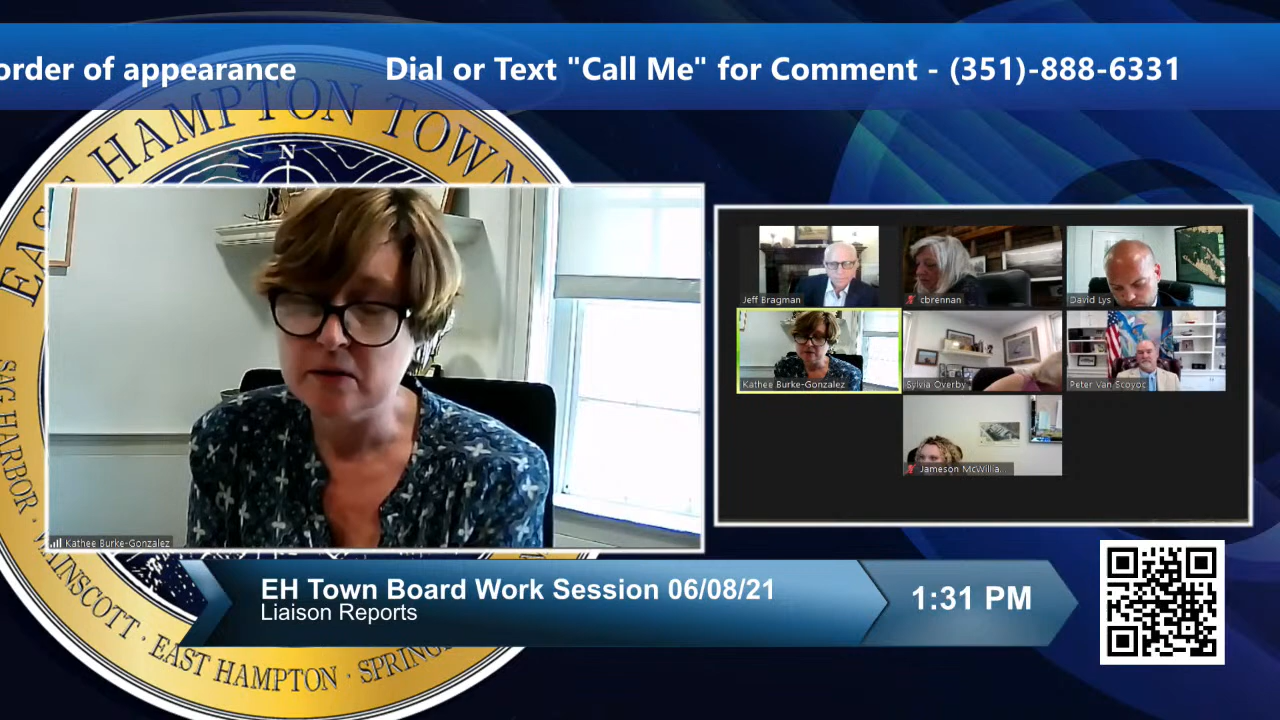 order of appearance
Dial or Text "Call Me" for Comment - (351)-888-6331
EAST HAMPTON TOWN
N
SAG HARBOR · WAINSCOTT · EAST HAMPTON ·
Jeff Bragman
cbrennan
David Lys
Kathee Burke-Gonzalez
Sylvia Overby
Peter Van Scoyoc
Jameson McWillia...
Kathee Burke-Gonzalez
EH Town Board Work Session 06/08/21
Liaison Reports
1:31 PM